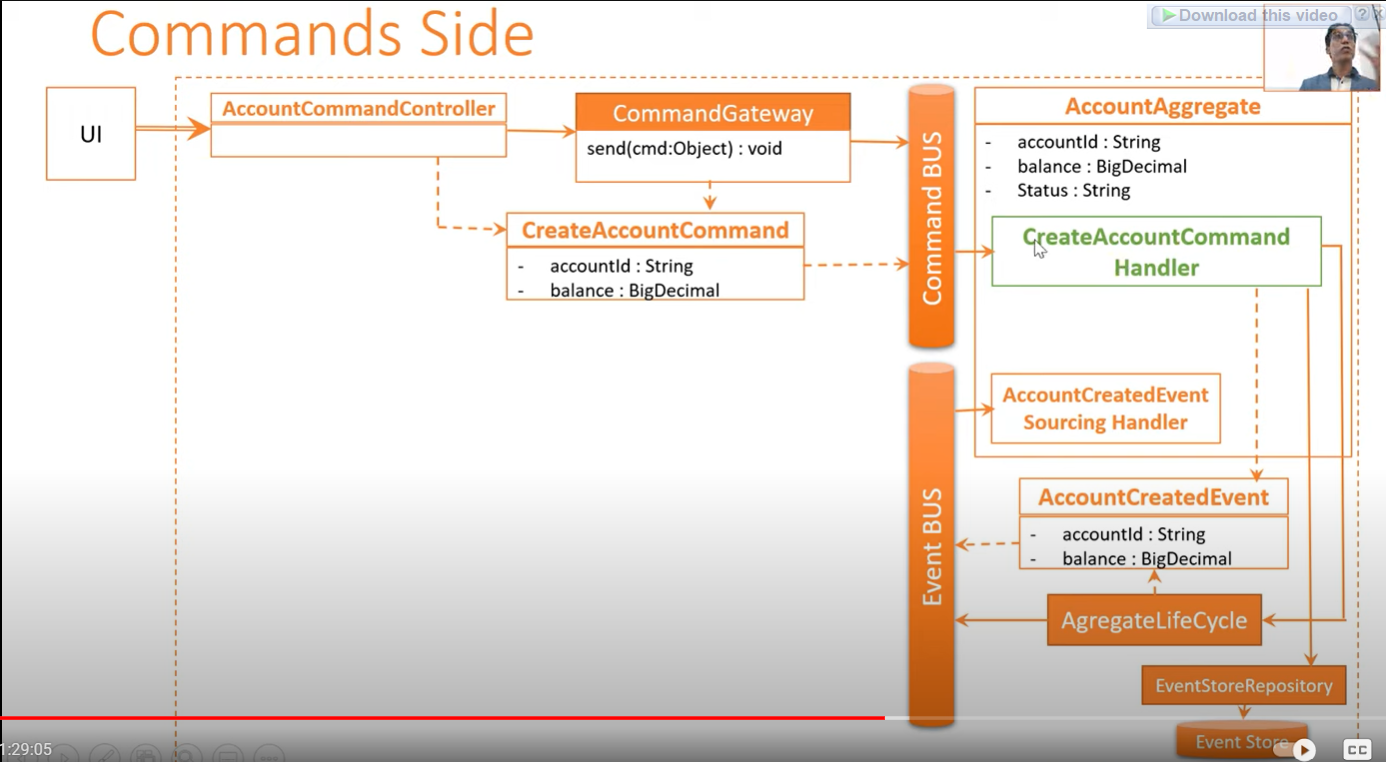 Commands Side
Download this video
UI
AccountCommandController
CommandGateway
send(cmd:Object) : void
CreateAccountCommand
- accountId : String
- balance : BigDecimal
Command BUS
AccountAggregate
- accountId : String
- balance : BigDecimal
- Status : String
CreateAccountCommand
Handler
Event BUS
AccountCreatedEvent
Sourcing Handler
AccountCreatedEvent
- accountId : String
- balance : BigDecimal
AgregateLifeCycle
EventStoreRepository
Event Store
1:29:05
CC